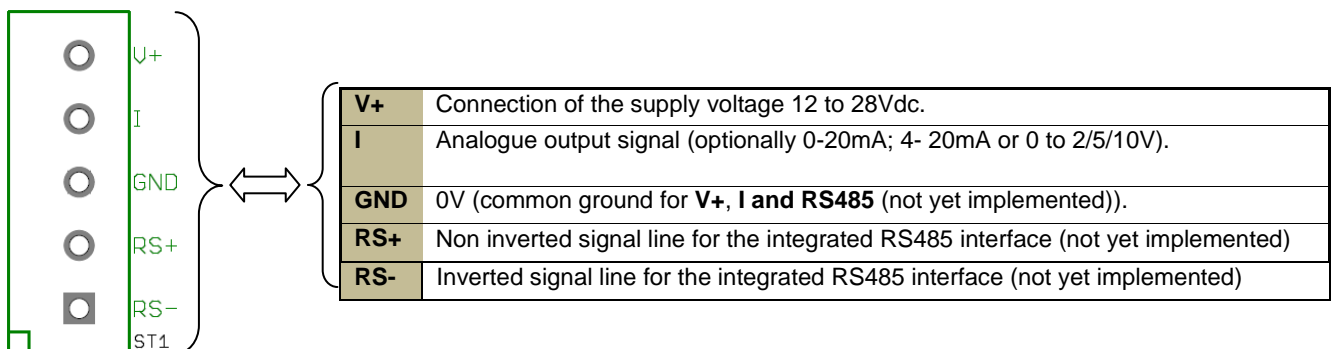 V+
I
GND
RS+
RS-
ST1
V+ Connection of the supply voltage 12 to 28Vdc.
I Analogue output signal (optionally 0-20mA; 4- 20mA or 0 to 2/5/10V).
GND 0V (common ground for V+, I and RS485 (not yet implemented)).
RS+ Non inverted signal line for the integrated RS485 interface (not yet implemented)
RS- Inverted signal line for the integrated RS485 interface (not yet implemented)